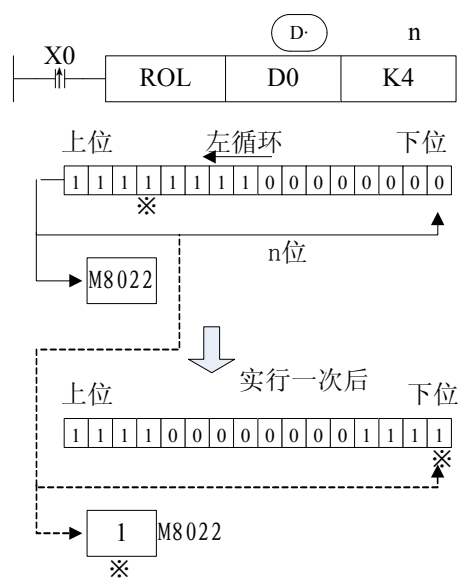 D· n
X0
ROL D0 K4
上位 左循环 下位
1 1 1 1 1 1 1 1 0 0 0 0 0 0 0 0
※
n位
M8022
实行一次后
上位 下位
1 1 1 1 0 0 0 0 0 0 0 0 1 1 1 1
※
1 M8022
※